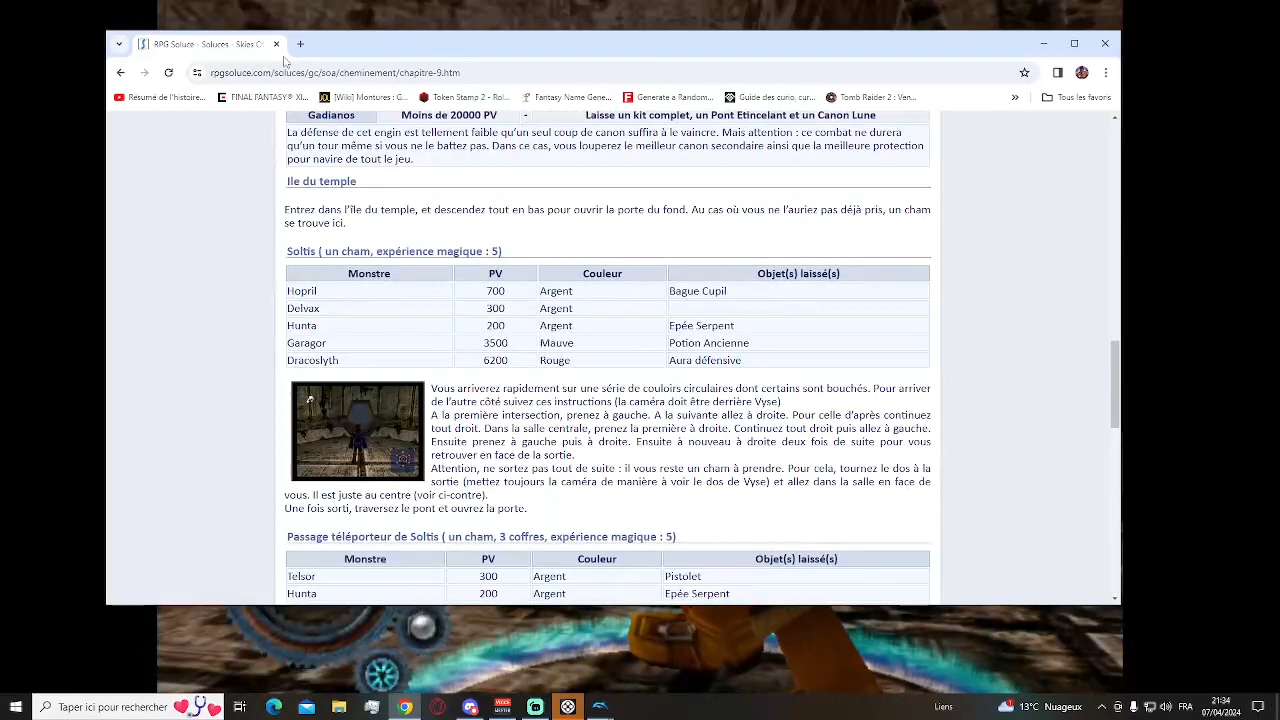 RPG Soluce - Soluces - Skies Of
rpgsoluce.com/soluces/gc/soa/cheminement/chapitre-9.htm
Résumé de l'histoire...
FINAL FANTASY® XI...
[Wiki] Montures : G...
Token Stamp 2 - Rol...
Fantasy Name Gene...
Generate a Random...
Guide des curio, cur...
Tomb Raider 2 : Ven...
»
Tous les favoris
Gadianos Moins de 20000 PV - Laisse un kit complet, un Pont Etincelant et un Canon Lune
La défense de cet engin est tellement faible qu'un seul coup de canon suffira à le vaincre. Mais attention : ce combat ne durera
qu'un tour même si vous ne le battez pas. Dans ce cas, vous louperez le meilleur canon secondaire ainsi que la meilleure protection
pour navire de tout le jeu.
Ile du temple
Entrez dans l'île du temple, et descendez tout en bas pour ouvrir la porte du fond. Au cas où vous ne l'auriez pas déjà pris, un cham
se trouve ici.
Soltis ( un cham, expérience magique : 5)
Monstre PV Couleur Objet(s) laissé(s)
Hopril 700 Argent Bague Cupil
Delvax 300 Argent
Hunta 200 Argent Epée Serpent
Garagor 3500 Mauve Potion Ancienne
Dracoslyth 6200 Rouge Aura défensive
Vous arriverez rapidement sur une série de couloirs circulaires dont certains sont bouchés. Pour arriver
de l'autre côté suivez ces instructions (la caméra doit être derrière Vyse)
A la première intersection, prenez à gauche. A la suivante allez à droite. Pour celle d'après continuez
tout droit. Dans la salle centrale, prenez la première à droite. Continuez tout droit puis allez à gauche.
Ensuite prenez à gauche puis à droite. Ensuite à nouveau à droite deux fois de suite pour vous
retrouver en face de la sortie.
Attention, ne sortez pas tout de suite : il vous reste un cham à prendre. Pour cela, tournez le dos à la
sortie (mettez toujours la caméra de manière à voir le dos de Vyse) et allez dans la salle en face de
vous. Il est juste au centre (voir ci-contre).
Une fois sorti, traversez le pont et ouvrez la porte.
Passage téléporteur de Soltis ( un cham, 3 coffres, expérience magique : 5)
Monstre PV Couleur Objet(s) laissé(s)
Telsor 300 Argent Pistolet
Hunta 200 Argent Epée Serpent
Taper ici pour rechercher
VOICE
Liens
»
1
13°C Nuageux
FRA
21:34
07/04/2024